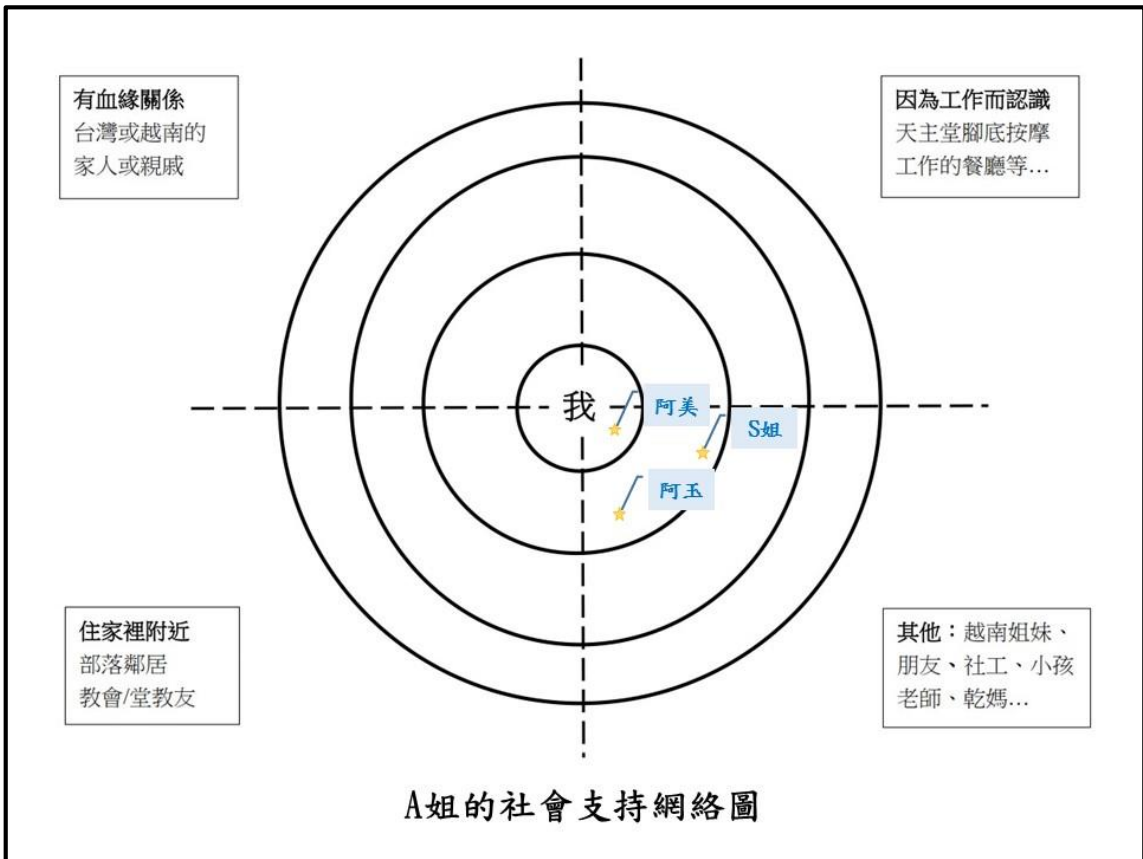 有血緣關係
台灣或越南的
家人或親戚
因為工作而認識
天主堂腳底按摩
工作的餐廳等…
我
阿美
S姐
阿玉
住家裡附近
部落鄰居
教會/堂教友
其他：越南姐妹、
朋友、社工、小孩
老師、乾媽…
A姐的社會支持網絡圖